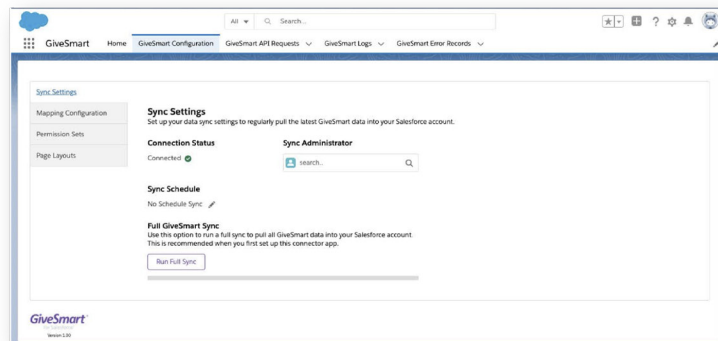 All
Search...
GiveSmart
Home
GiveSmart Configuration
GiveSmart API Requests
GiveSmart Logs
GiveSmart Error Records
Sync Settings
Mapping Configuration
Permission Sets
Page Layouts
Sync Settings
Set up your data sync settings to regularly pull the latest GiveSmart data into your Salesforce account.
Connection Status
Sync Administrator
Connected
search..
Sync Schedule
No Schedule Sync
Full GiveSmart Sync
Use this option to run a full sync to pull all GiveSmart data into your Salesforce account.
This is recommended when you first set up this connector app.
Run Full Sync
GiveSmart
Version 1.80